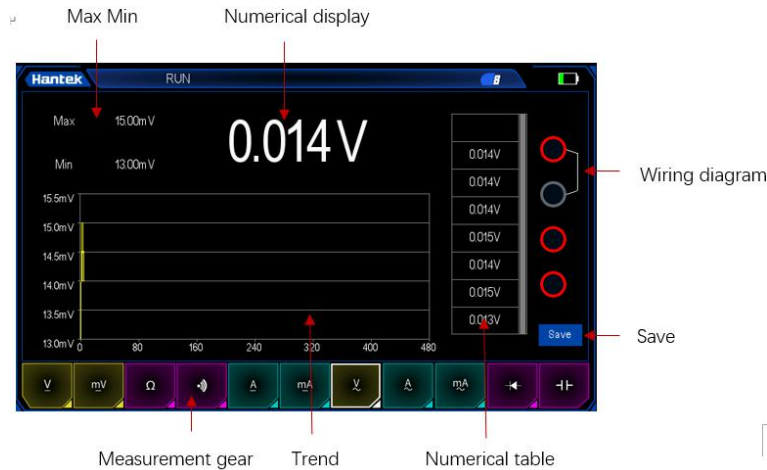 Max Min
Numerical display
Hantek
RUN
Max 15.00mV
Min 13.00mV
0.014 V
0.014V
0.014V
0.014V
0.015V
0.014V
0.015V
0.013V
15.5mV
15.0mV
14.5mV
14.0mV
13.5mV
13.0mV
0 80 160 240 320 400 480
Wiring diagram
Save
Save
V mV Ω A mA V A mA
Measurement gear
Trend
Numerical table